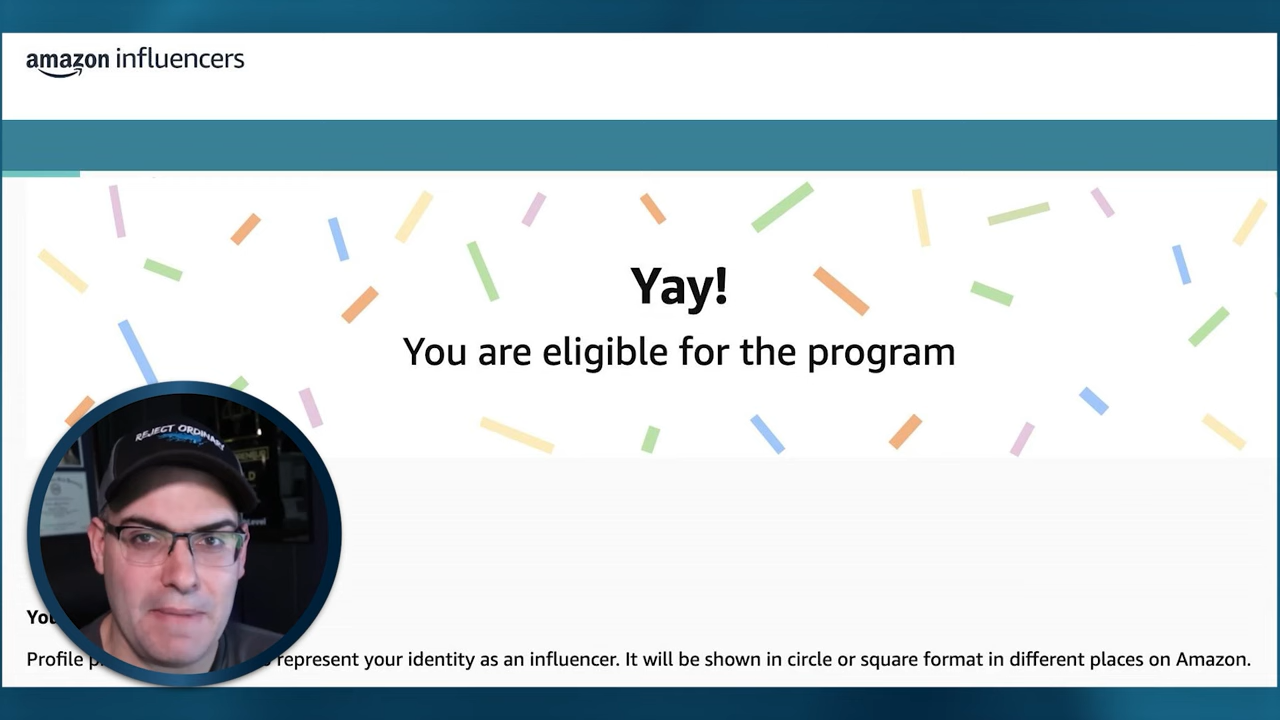 amazon influencers
Yay!
You are eligible for the program
REJECT ORDINARY
Profile represent your identity as an influencer. It will be shown in circle or square format in different places on Amazon.